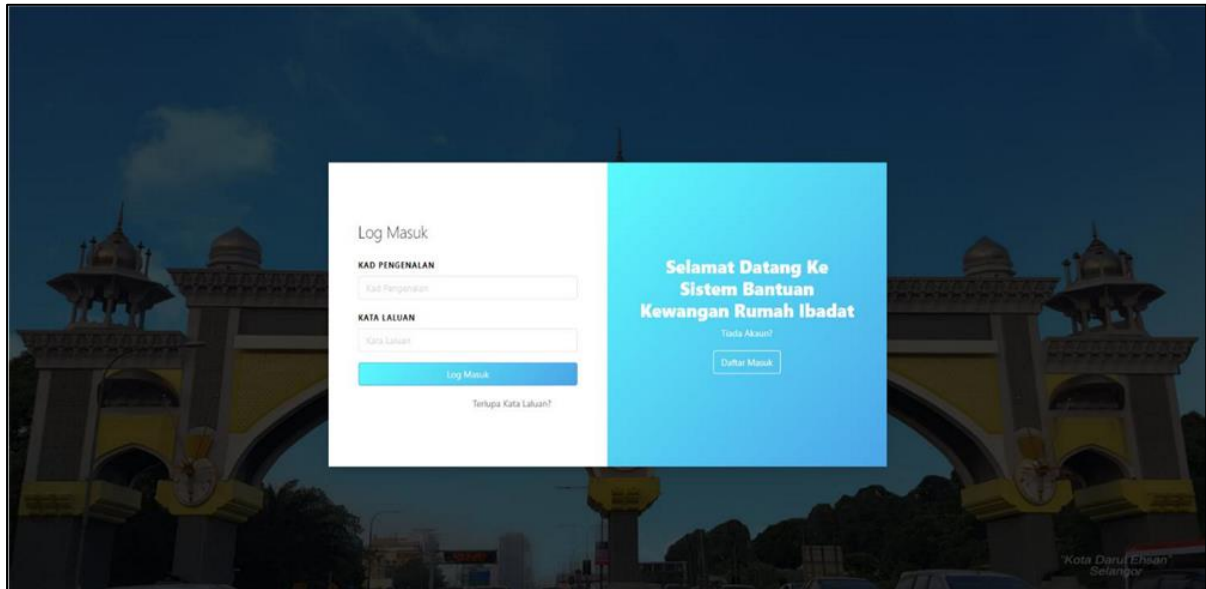 Log Masuk
KAD PENGENALAN
Kad Pengenalan
KATA LALUAN
Kata Laluan
Log Masuk
Terlupa Kata Laluan?
Selamat Datang Ke
Sistem Bantuan
Kewangan Rumah Ibadat
Tiada Akaun?
Daftar Masuk
"Kota Darul Ehsan"
Selangor